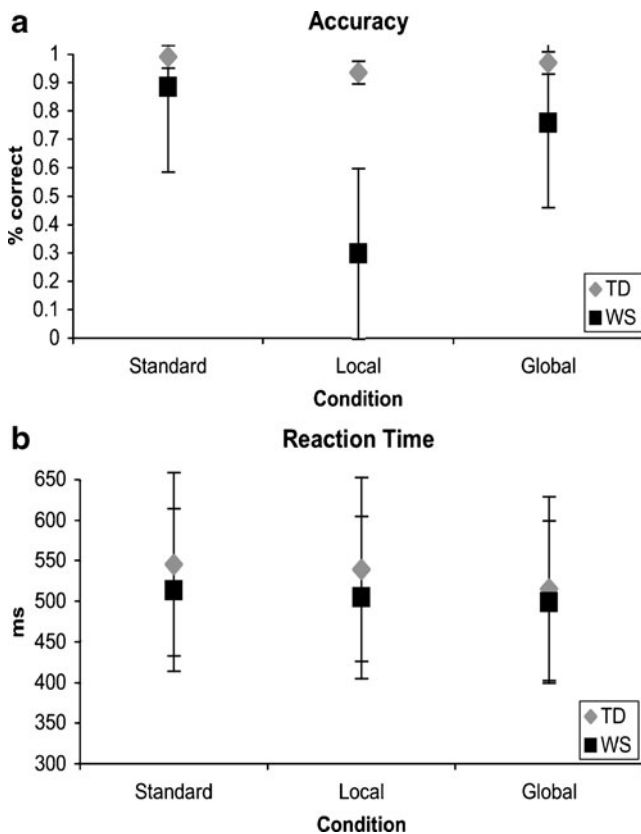 a
Accuracy
1
0.9
0.8
0.7
0.6
0.5
0.4
0.3
0.2
0.1
0
% correct
TD
WS
Standard Local Global
Condition
b
Reaction Time
650
600
550
500
450
400
350
300
ms
TD
WS
Standard Local Global
Condition